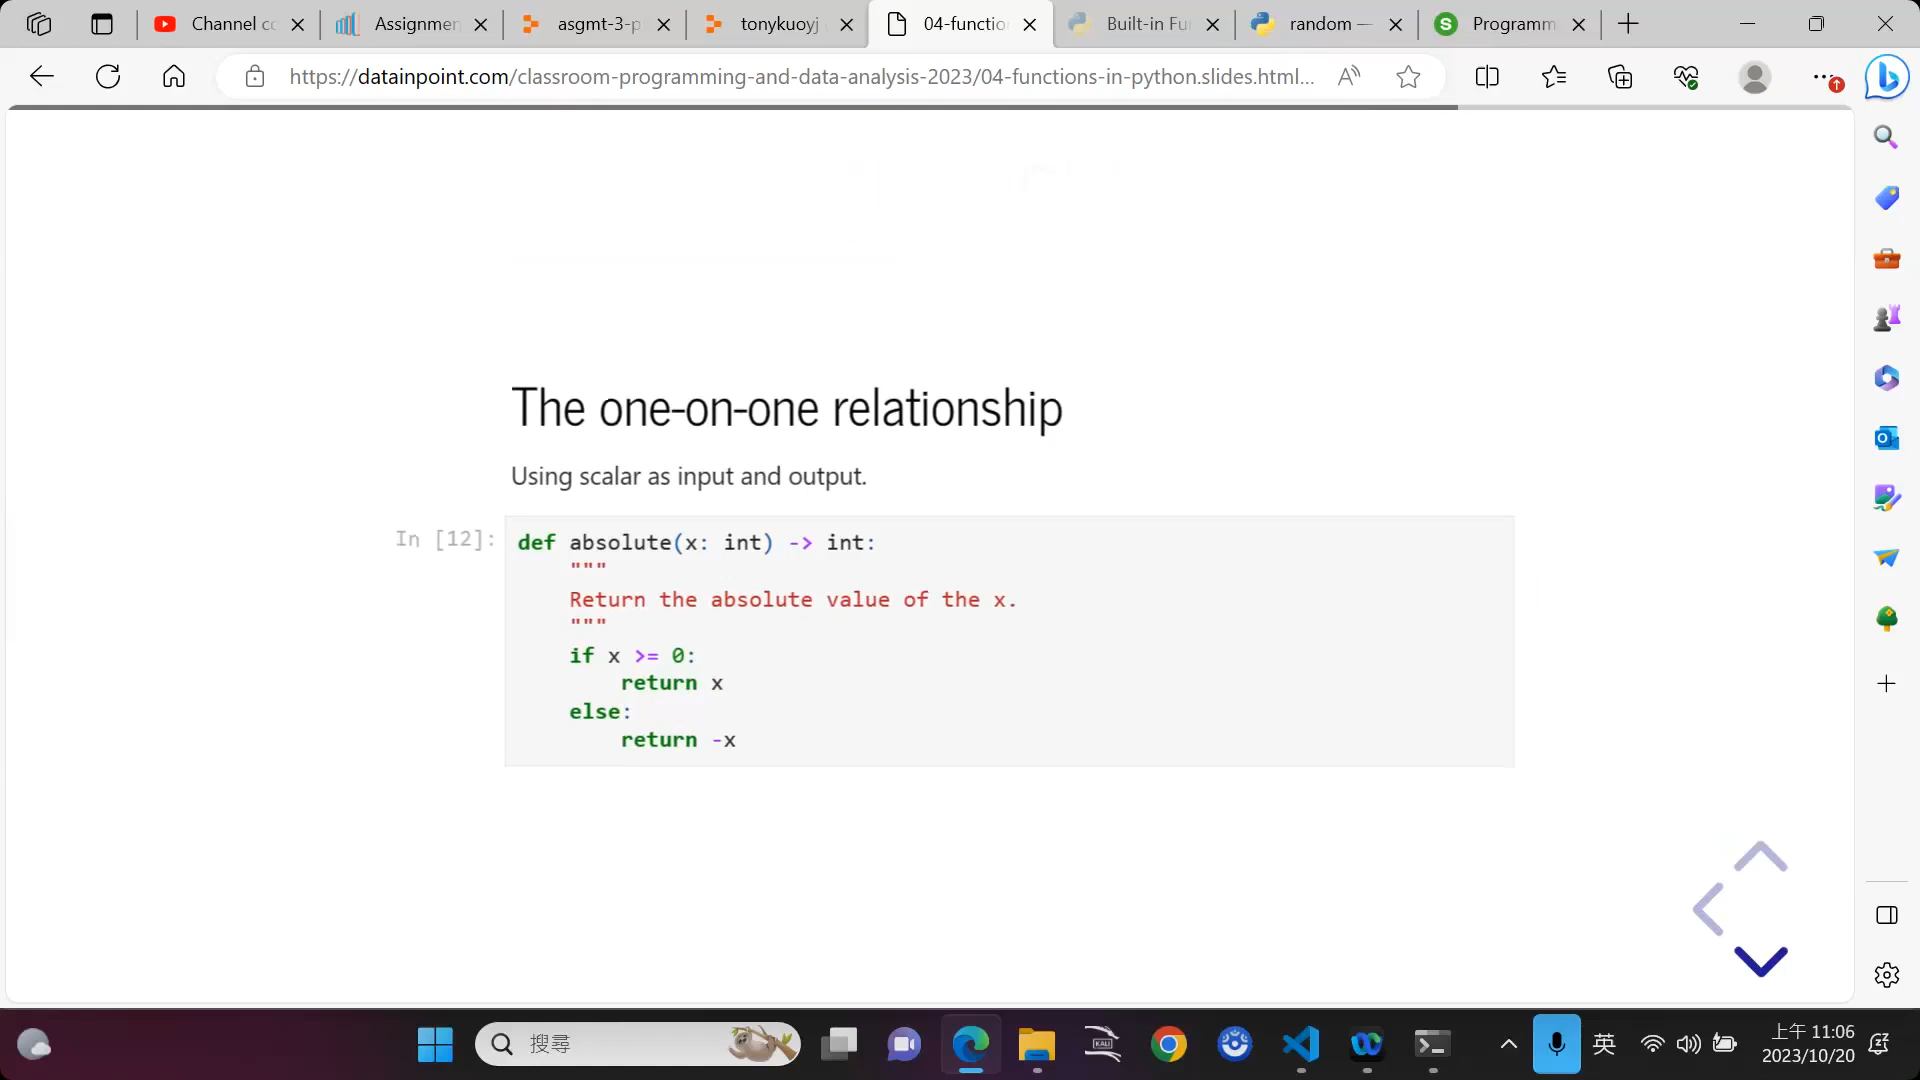 Channel co
Assignmen
asgmt-3-p
tonykuoyj
04-functio
Built-in Fu
random —
Programm
https://datainpoint.com/classroom-programming-and-data-analysis-2023/04-functions-in-python.slides.html...
The one-on-one relationship
Using scalar as input and output.
In [12]:
def absolute(x: int) -> int:
"""
Return the absolute value of the x.
"""
if x >= 0:
return x
else:
return -x
搜尋
KALI
英
上午 11:06
2023/10/20